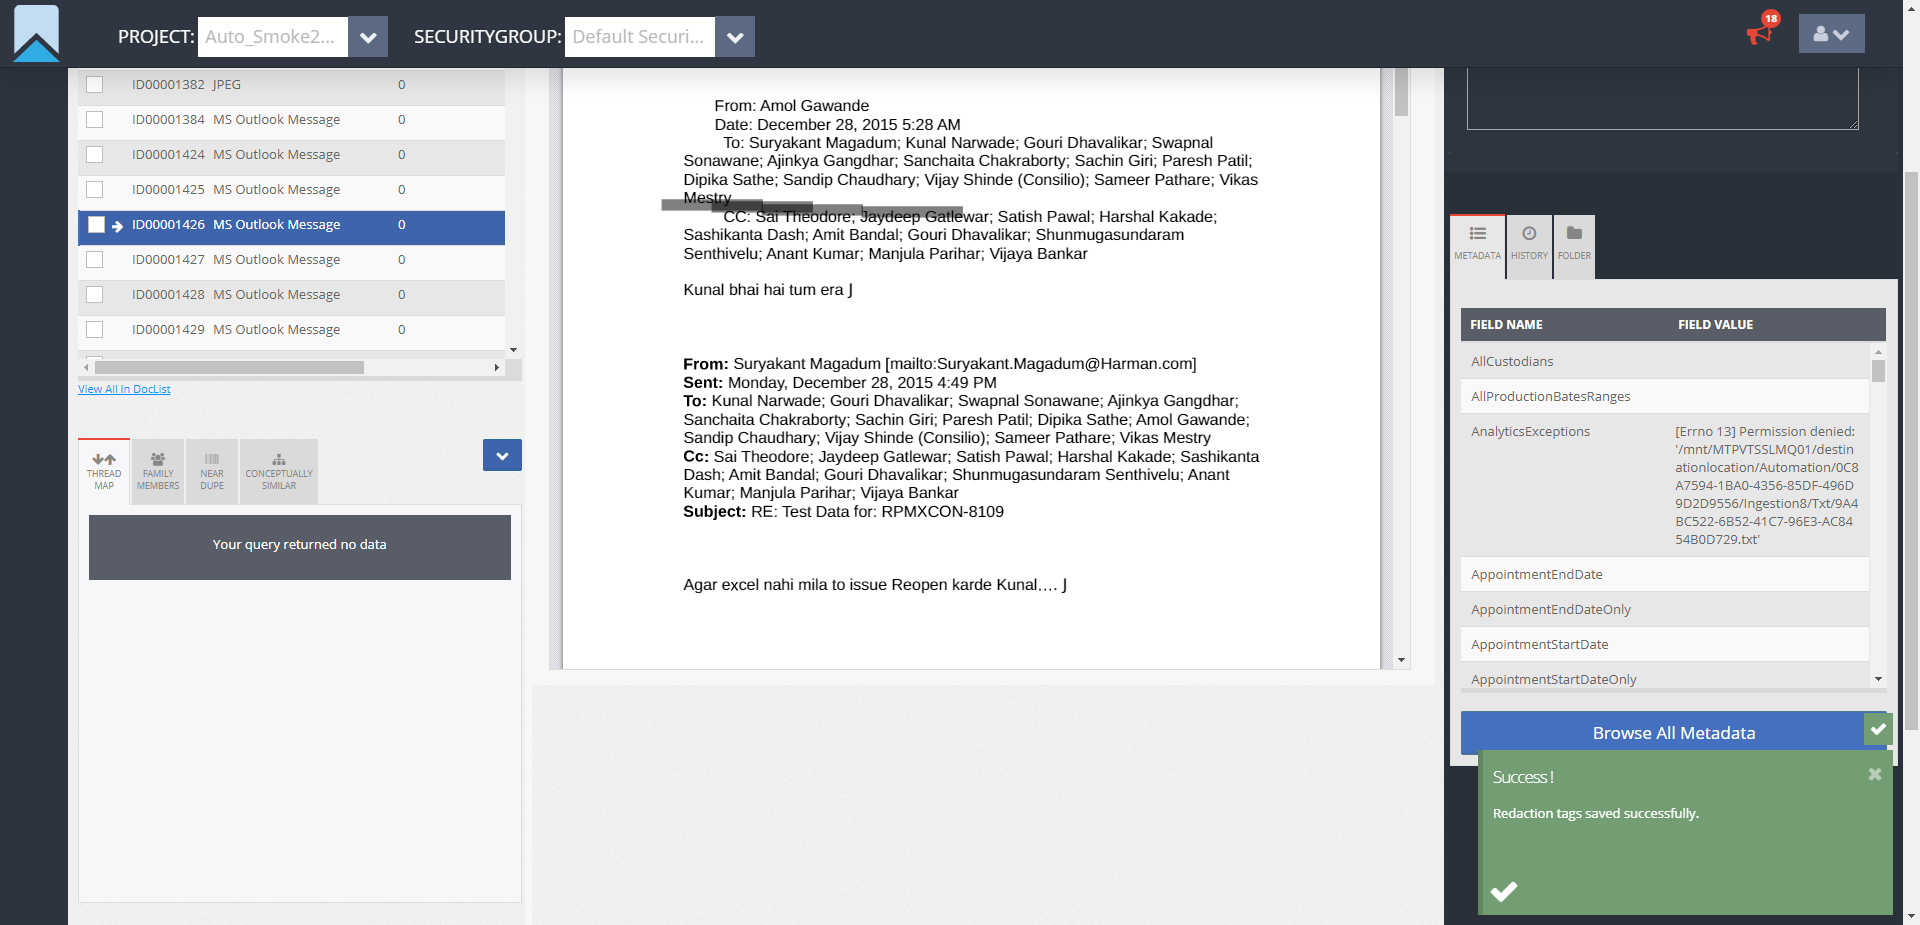 PROJECT: Auto_Smoke2... SECURITYGROUP: Default Securi... 18
ID00001382 JPEG 0
ID00001384 MS Outlook Message 0
ID00001424 MS Outlook Message 0
ID00001425 MS Outlook Message 0
ID00001426 MS Outlook Message 0
ID00001427 MS Outlook Message 0
ID00001428 MS Outlook Message 0
ID00001429 MS Outlook Message 0
View All In DocList
THREAD MAP
FAMILY MEMBERS
NEAR DUPE
CONCEPTUALLY SIMILAR
Your query returned no data
From: Amol Gawande
Date: December 28, 2015 5:28 AM
To: Suryakant Magadum; Kunal Narwade; Gouri Dhavalikar; Swapnal
Sonawane; Ajinkya Gangdhar; Sanchaita Chakraborty; Sachin Giri; Paresh Patil;
Dipika Sathe; Sandip Chaudhary; Vijay Shinde (Consilio); Sameer Pathare; Vikas
Mestry
CC: Sai Theodore; Jaydeep Gatlewar; Satish Pawal; Harshal Kakade;
Sashikanta Dash; Amit Bandal; Gouri Dhavalikar; Shunmugasundaram
Senthivelu; Anant Kumar; Manjula Parihar; Vijaya Bankar
Kunal bhai hai tum era J
From: Suryakant Magadum [mailto:Suryakant.Magadum@Harman.com]
Sent: Monday, December 28, 2015 4:49 PM
To: Kunal Narwade; Gouri Dhavalikar; Swapnal Sonawane; Ajinkya Gangdhar;
Sanchaita Chakraborty; Sachin Giri; Paresh Patil; Dipika Sathe; Amol Gawande;
Sandip Chaudhary; Vijay Shinde (Consilio); Sameer Pathare; Vikas Mestry
Cc: Sai Theodore; Jaydeep Gatlewar; Satish Pawal; Harshal Kakade; Sashikanta
Dash; Amit Bandal; Gouri Dhavalikar; Shunmugasundaram Senthivelu; Anant
Kumar; Manjula Parihar; Vijaya Bankar
Subject: RE: Test Data for: RPMXCON-8109
Agar excel nahi mila to issue Reopen karde Kunal.... J
METADATA HISTORY FOLDER
FIELD NAME FIELD VALUE
AllCustodians
AllProductionBatesRanges
AnalyticsExceptions [Errno 13] Permission denied:
'/mnt/MTPVTSSLMQ01/destin
ationlocation/Automation/0C8
A7594-1BA0-4356-85DF-496D
9D2D9556/Ingestion8/Txt/9A4
BC522-6B52-41C7-96E3-AC84
54B0D729.txt'
AppointmentEndDate
AppointmentEndDateOnly
AppointmentStartDate
AppointmentStartDateOnly
Browse All Metadata
Success !
Redaction tags saved successfully.